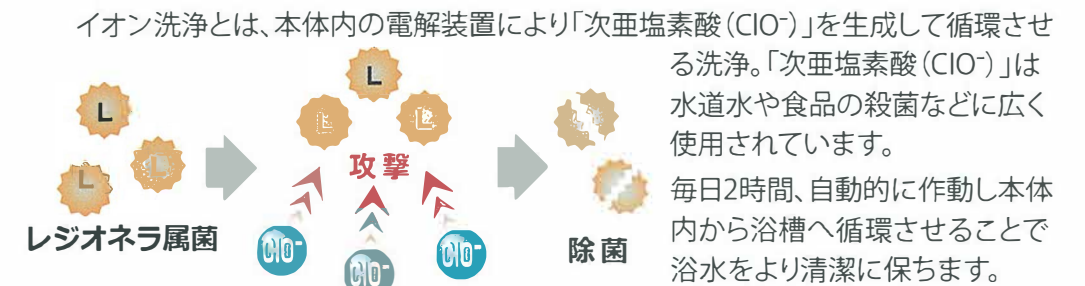 イオン洗浄とは、本体内の電解装置により「次亜塩素酸（ClO⁻）」を生成して循環させ
る洗浄。「次亜塩素酸（ClO⁻）」は
水道水や食品の殺菌などに広く
使用されています。
毎日2時間、自動的に作動し本体
内から浴槽へ循環させることで
浴水をより清潔に保ちます。
L
L
L
L
L
L
攻撃
ClO⁻
ClO⁻
ClO⁻
レジオネラ属菌
除菌